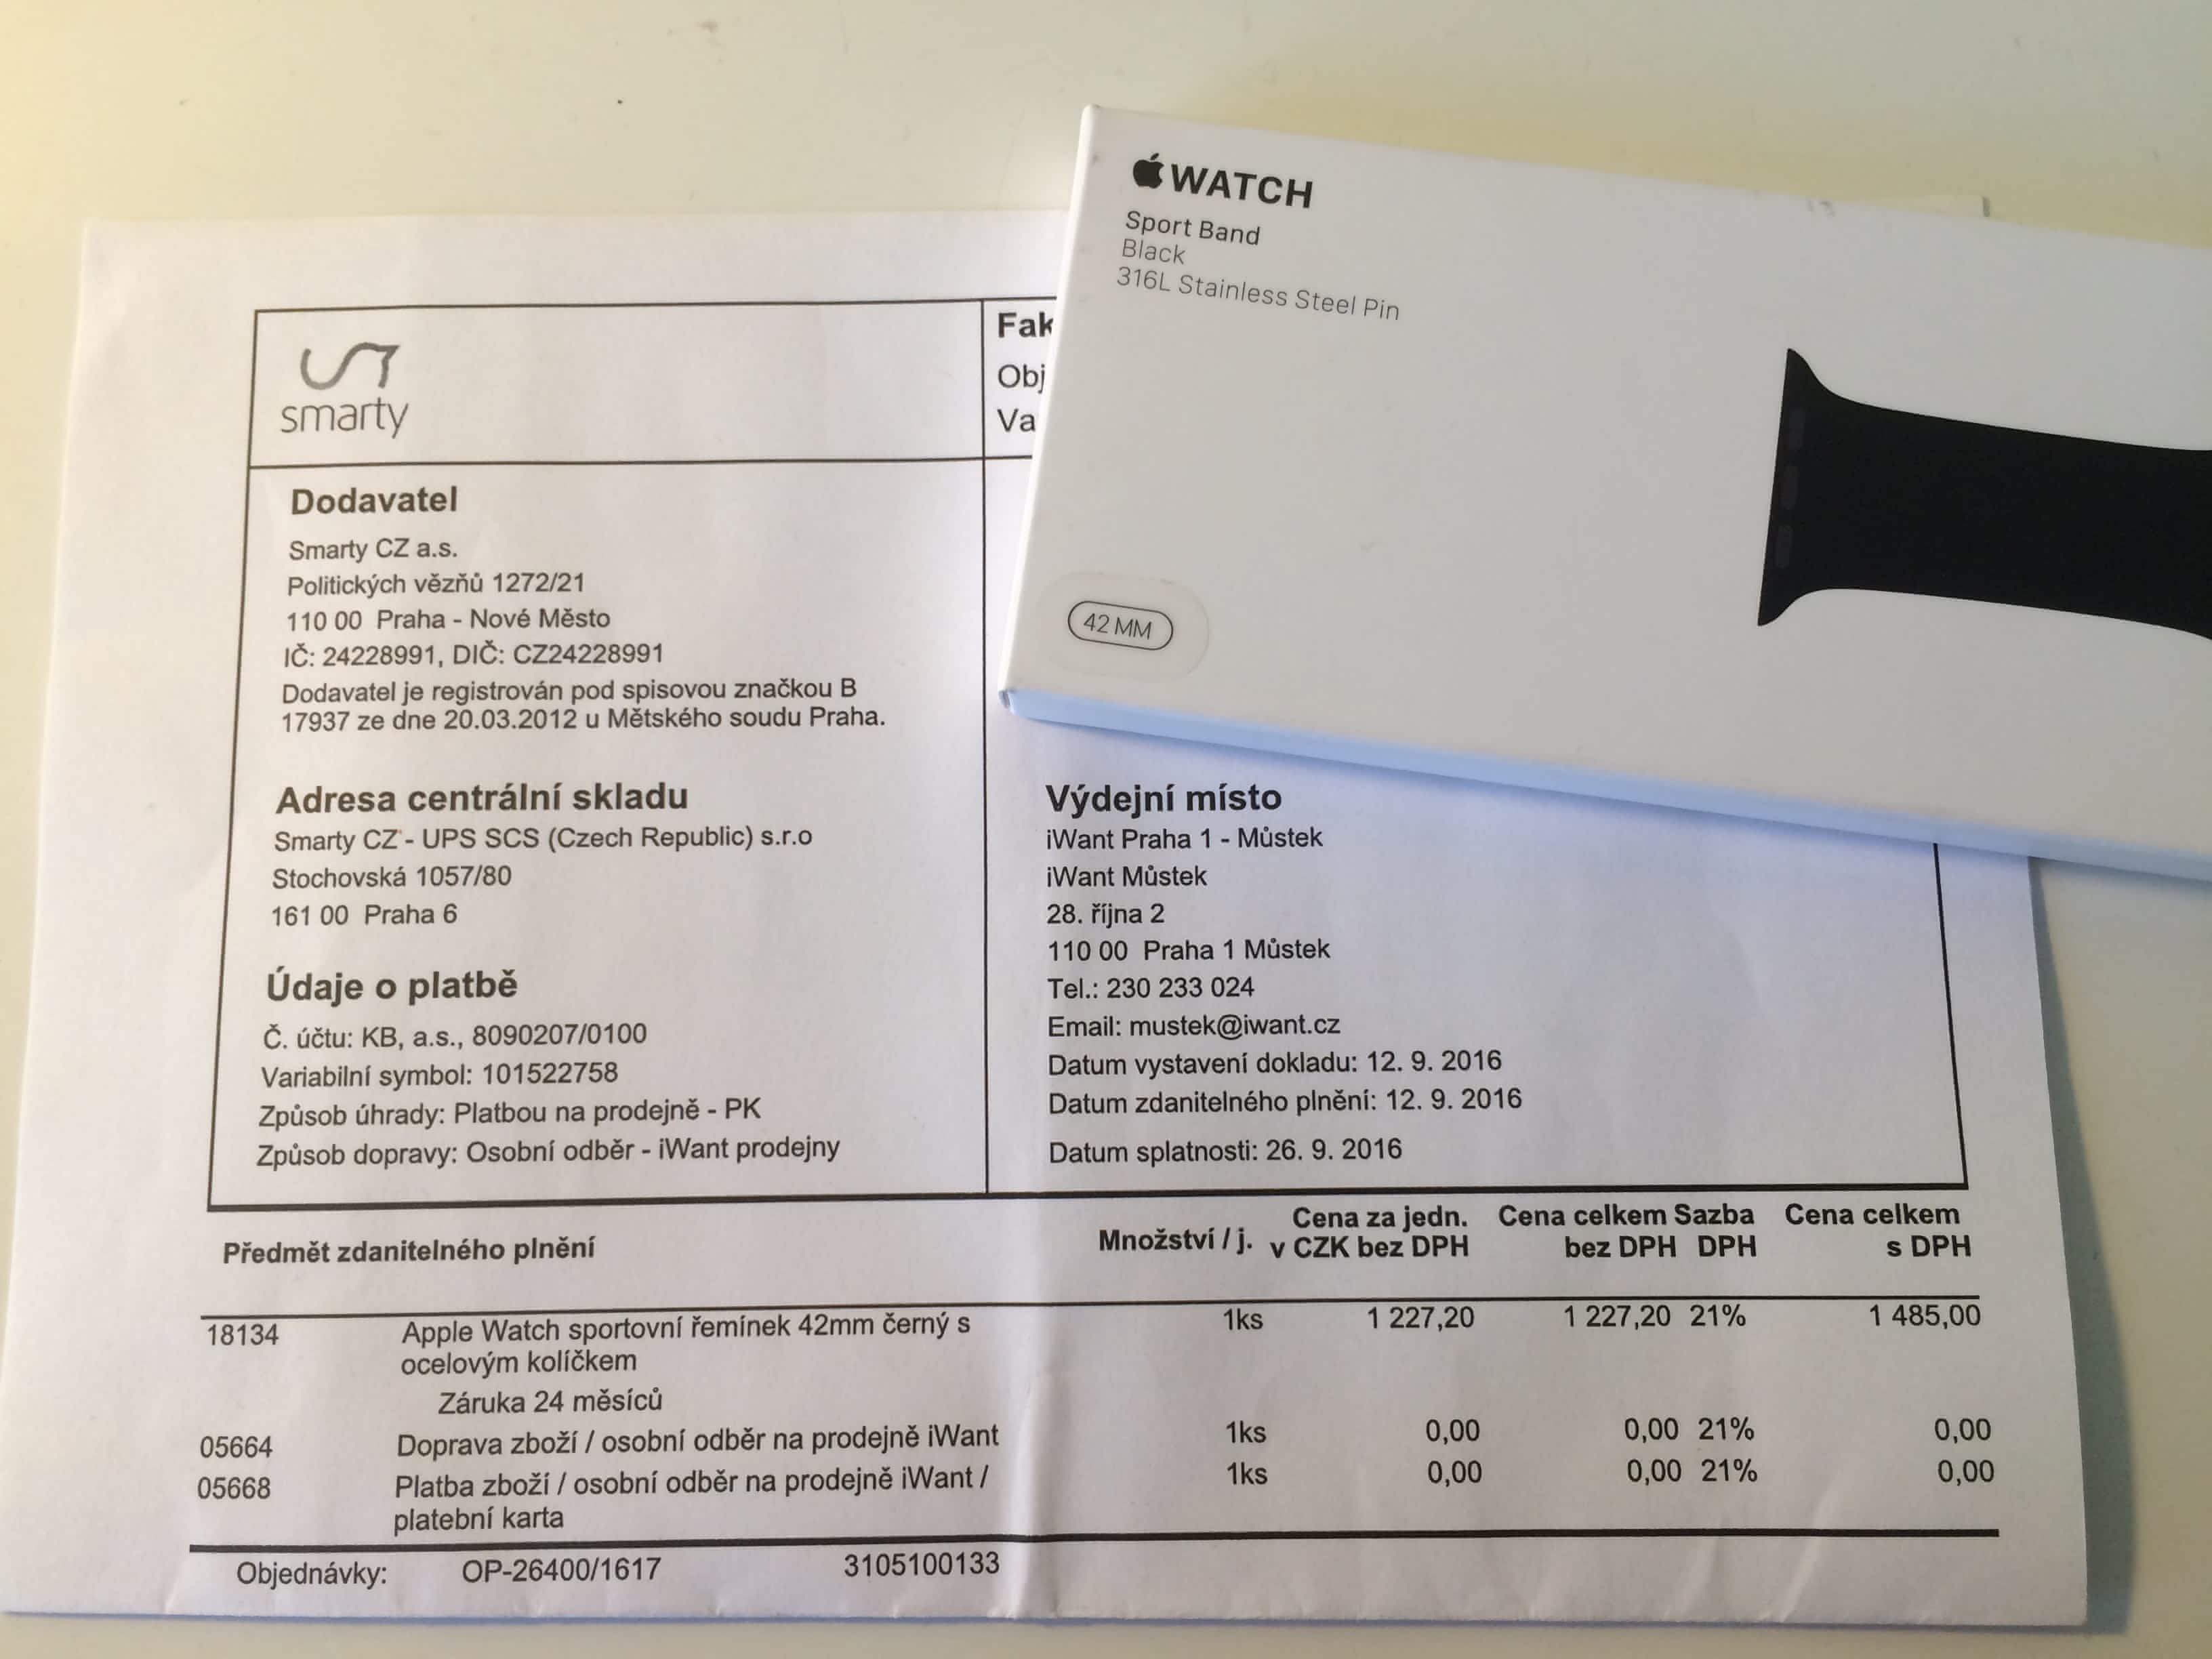 WATCH
Sport Band
Black
316L Stainless Steel Pin
42 MM
smarty
Dodavatel
Smarty CZ a.s.
Politických vězňů 1272/21
110 00 Praha - Nové Město
IČ: 24228991, DIČ: CZ24228991
Dodavatel je registrován pod spisovou značkou B
17937 ze dne 20.03.2012 u Mětského soudu Praha.
Adresa centrální skladu
Smarty CZ - UPS SCS (Czech Republic) s.r.o
Stochovská 1057/80
161 00 Praha 6
Údaje o platbě
Č. účtu: KB, a.s., 8090207/0100
Variabilní symbol: 101522758
Způsob úhrady: Platbou na prodejně - PK
Způsob dopravy: Osobní odběr - iWant prodejny
Fak
Obj
Va
Výdejní místo
iWant Praha 1 - Můstek
iWant Můstek
28. října 2
110 00 Praha 1 Můstek
Tel.: 230 233 024
Email: mustek@iwant.cz
Datum vystavení dokladu: 12. 9. 2016
Datum zdanitelného plnění: 12. 9. 2016
Datum splatnosti: 26. 9. 2016
Předmět zdanitelného plnění Množství / j. Cena za jedn. v CZK bez DPH Cena celkem bez DPH Sazba DPH Cena celkem s DPH
18134 Apple Watch sportovní řemínek 42mm černý s 1ks 1 227,20 1 227,20 21% 1 485,00
ocelovým kolíčkem
Záruka 24 měsíců
05664 Doprava zboží / osobní odběr na prodejně iWant 1ks 0,00 0,00 21% 0,00
05668 Platba zboží / osobní odběr na prodejně iWant / 1ks 0,00 0,00 21% 0,00
platební karta
Objednávky: OP-26400/1617 3105100133